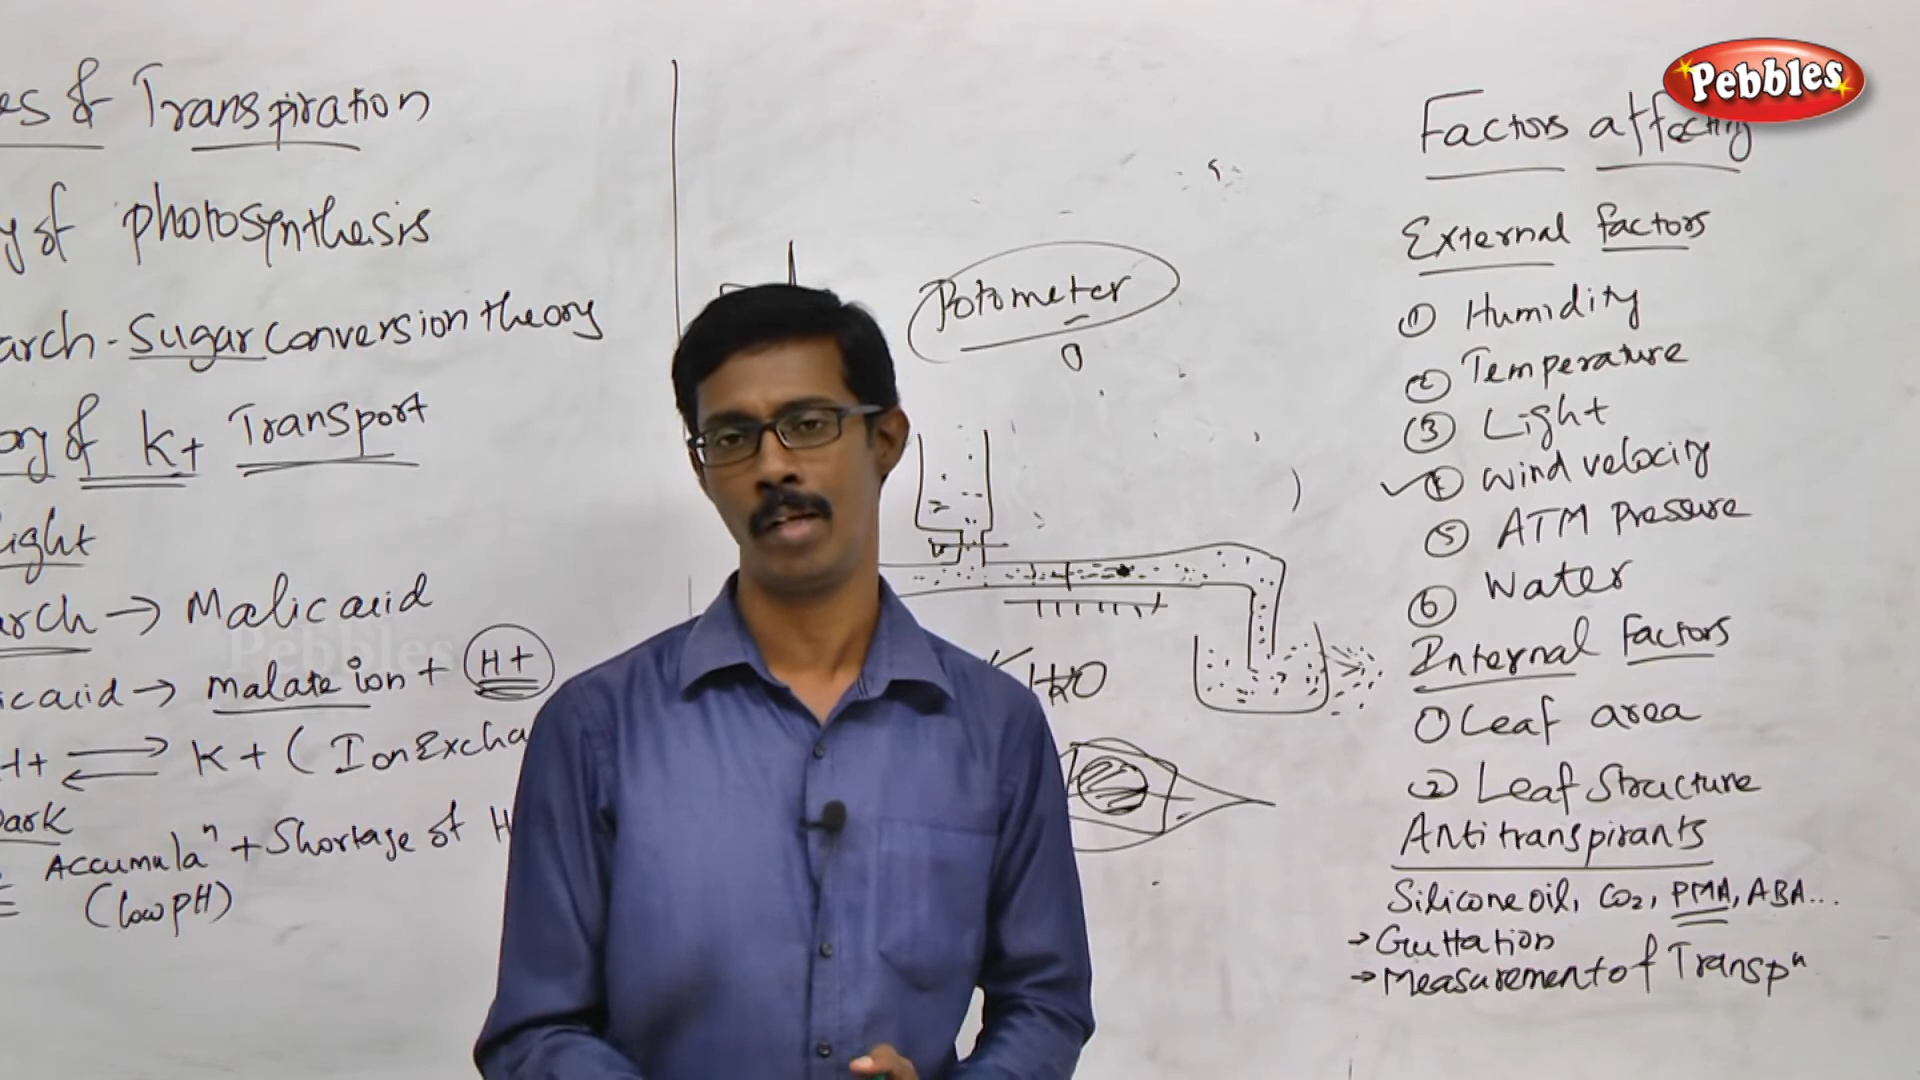 es & Transpiration
y of photosynthesis
arch - Sugar conversion theory
ory of K+ Transport
ight
arch → Malic acid
ic acid → malate ion + H+
H+ ⇌ K+ ( Ion Excha
Dark
Accumulaⁿ + Shortage of H
(low pH)
Potometer
H2O
Pebbles
Factors affecting
External factors
① Humidity
② Temperature
③ Light
④ Wind velocity
⑤ ATM Pressure
⑥ Water
Internal factors
① Leaf area
② Leaf Structure
Antitranspirants
Silicone oil, CO2, PMA, ABA...
→ Guttation
→ Measurement of Transpⁿ
Pebbles